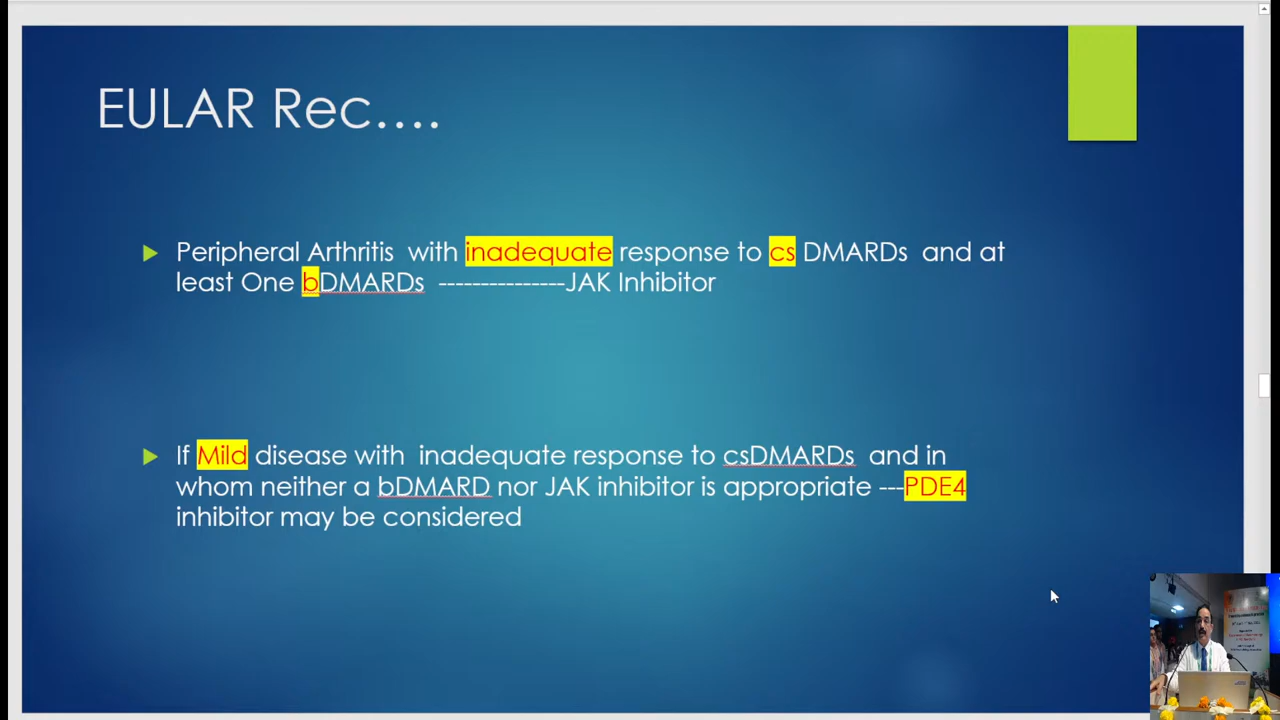 EULAR Rec….
Peripheral Arthritis with inadequate response to cs DMARDs and at
least One bDMARDs ---------------JAK Inhibitor
If Mild disease with inadequate response to csDMARDs and in
whom neither a bDMARD nor JAK inhibitor is appropriate ---PDE4
inhibitor may be considered